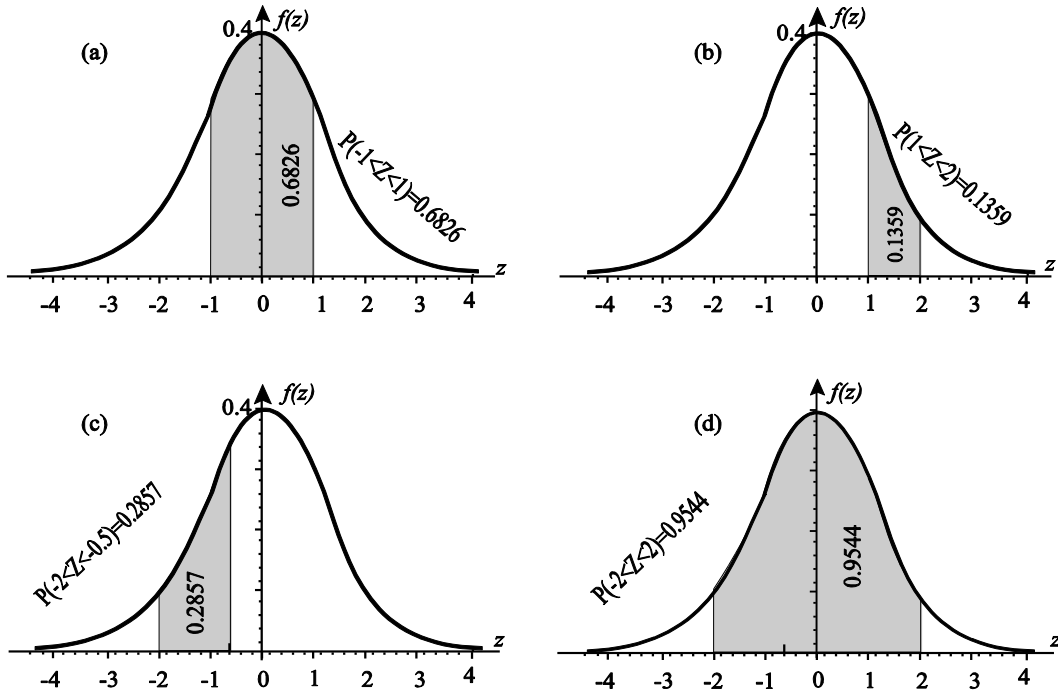 (a)
0.4
f(z)
0.6826
P(-1<Z<1)=0.6826
z
-4 -3 -2 -1 0 1 2 3 4
(b)
0.4
f(z)
0.1359
P(1<Z<2)=0.1359
z
-4 -3 -2 -1 0 1 2 3 4
(c)
0.4
f(z)
P(-2<Z<-0.5)=0.2857
0.2857
z
-4 -3 -2 -1 0 1 2 3 4
(d)
f(z)
P(-2<Z<2)=0.9544
0.9544
z
-4 -3 -2 -1 0 1 2 3 4